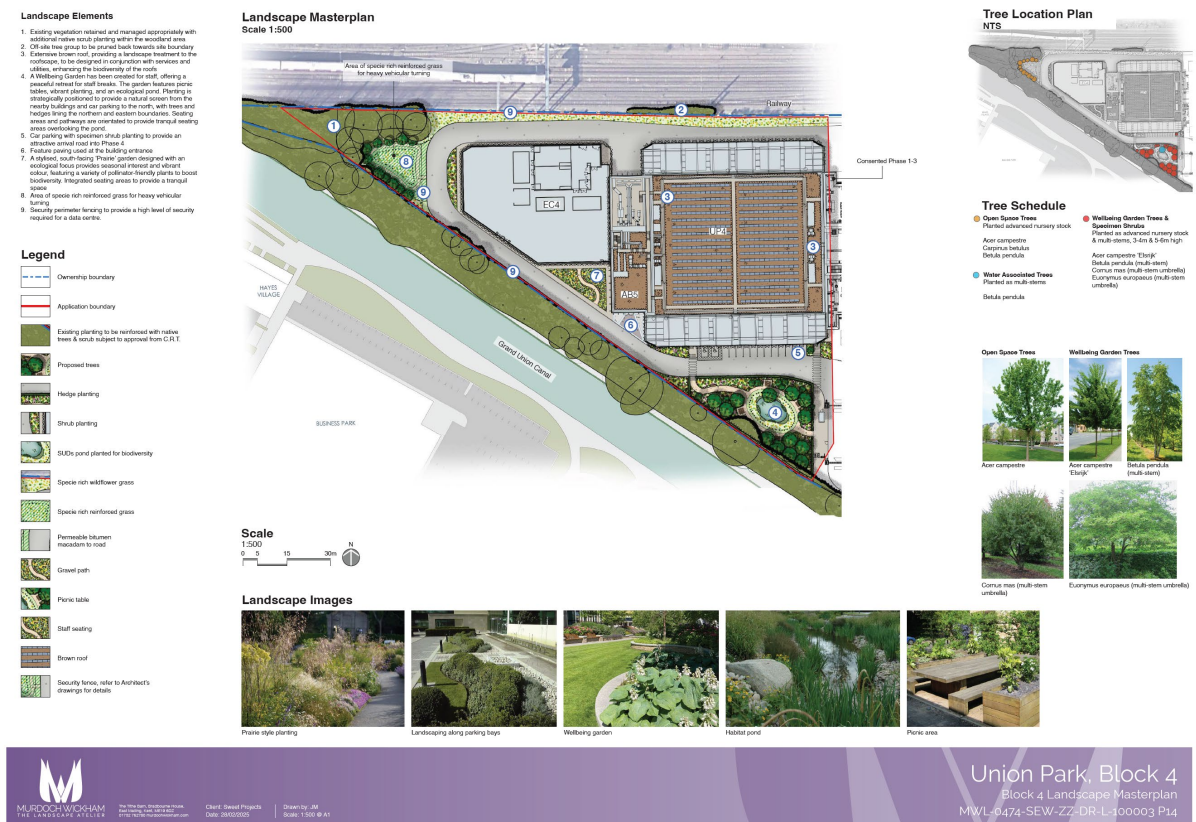 Landscape Elements
1. Existing vegetation retained and managed appropriately with
additional native scrub planting within the woodland area
2. Off-site tree group to be pruned back towards site boundary
3. Extensive brown roof, providing a landscape treatment to the
roofscape, to be designed in conjunction with services and
utilities, enhancing the biodiversity of the roofs
4. A Wellbeing Garden has been created for staff, offering a
peaceful retreat for staff breaks. The garden features picnic
tables, vibrant planting, and an ecological pond. Planting is
strategically positioned to provide a natural screen from the
nearby buildings and car parking to the north, with trees and
hedges lining the northern and eastern boundaries. Seating
areas and pathways are orientated to provide tranquil seating
areas overlooking the pond.
5. Car parking with specimen shrub planting to provide an
attractive arrival road into Phase 4
6. Feature paving used at the building entrance
7. A stylised, south-facing 'Prairie' garden designed with an
ecological focus provides seasonal interest and vibrant
colour, featuring a variety of pollinator-friendly plants to boost
biodiversity. Integrated seating areas to provide a tranquil
space
8. Area of specie rich reinforced grass for heavy vehicular
turning
9. Security perimeter fencing to provide a high level of security
required for a data centre.
Legend
Ownership boundary
Application boundary
Existing planting to be reinforced with native
trees & scrub subject to approval from C.R.T.
Proposed trees
Hedge planting
Shrub planting
SUDs pond planted for biodiversity
Specie rich wildflower grass
Specie rich reinforced grass
Permeable bitumen
macadam to road
Gravel path
Picnic table
Staff seating
Brown roof
Security fence, refer to Architect's
drawings for details
Landscape Masterplan
Scale 1:500
Area of specie rich reinforced grass
for heavy vehicular turning
Railway
Consented Phase 1-3
1
2
9
8
9
3
EC4
UP4
3
9
7
AB5
6
5
4
HAYES
VILLAGE
Grand Union Canal
BUSINESS PARK
Scale
1:500
0 5 15 30m
N
Landscape Images
Prairie style planting
Landscaping along parking bays
Wellbeing garden
Habitat pond
Picnic area
Tree Location Plan
NTS
Tree Schedule
Open Space Trees
Planted advanced nursery stock
Acer campestre
Carpinus betulus
Betula pendula
Water Associated Trees
Planted as multi-stems
Betula pendula
Wellbeing Garden Trees &
Specimen Shrubs
Planted as advanced nursery stock
& multi-stems, 3-4m & 5-6m high
Acer campestre 'Elsrijk'
Betula pendula (multi-stem)
Cornus mas (multi-stem umbrella)
Euonymus europaeus (multi-stem
umbrella)
Open Space Trees
Wellbeing Garden Trees
Acer campestre
Acer campestre
'Elsrijk'
Betula pendula
(multi-stem)
Cornus mas (multi-stem
umbrella)
Euonymus europaeus (multi-stem umbrella)
MURDOCH WICKHAM
THE LANDSCAPE ATELIER
Client: Sweet Projects
Date: 28/02/2025
Drawn by: JM
Scale: 1:500 @ A1
Union Park, Block 4
Block 4 Landscape Masterplan
MWL-0474-SEW-ZZ-DR-L-100003 P14